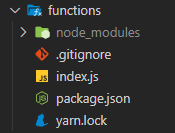 functions
node_modules
.gitignore
index.js
package.json
yarn.lock